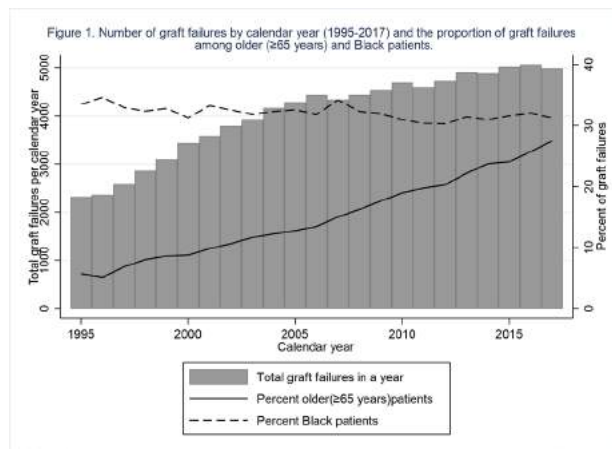 Figure 1. Number of graft failures by calendar year (1995-2017) and the proportion of graft failures
among older (≥65 years) and Black patients.
Total graft failures per calendar year
0
1000
2000
3000
4000
5000
Percent of graft failures
0
10
20
30
40
1995
2000
2005
2010
2015
Calendar year
Total graft failures in a year
Percent older(≥65 years)patients
Percent Black patients